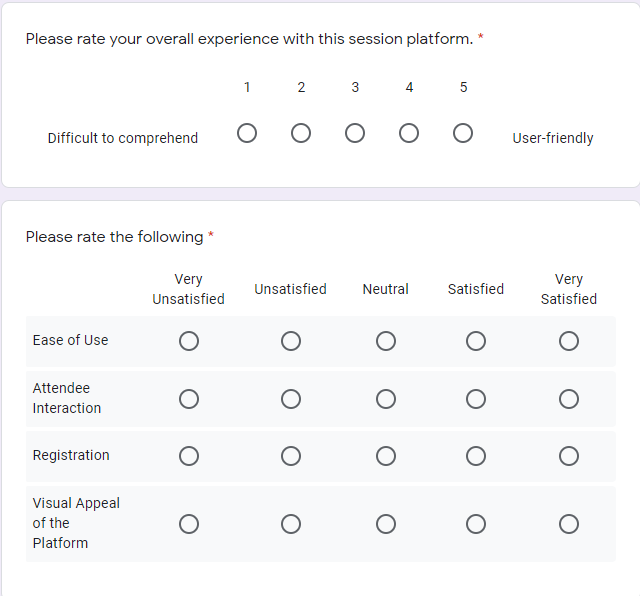 Please rate your overall experience with this session platform. *
1 2 3 4 5
Difficult to comprehend User-friendly
Please rate the following *
Very Unsatisfied Unsatisfied Neutral Satisfied Very Satisfied
Ease of Use
Attendee
Interaction
Registration
Visual Appeal
of the
Platform